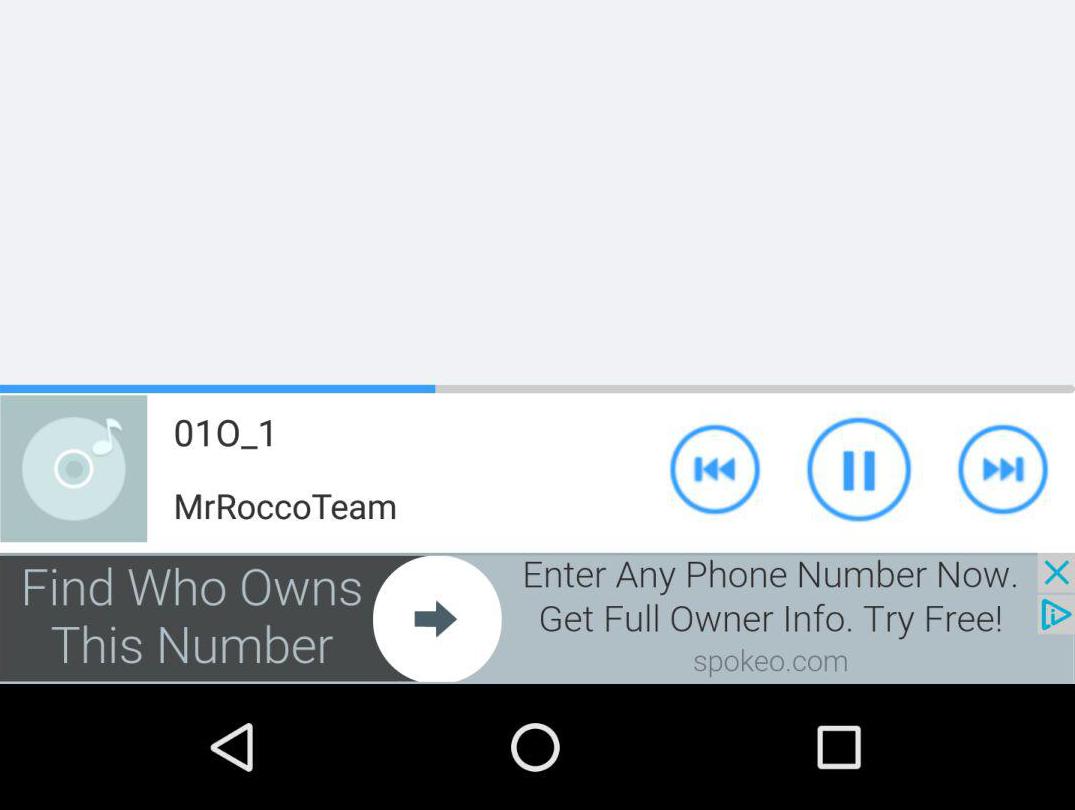 01O_1
MrRoccoTeam
Find Who Owns
This Number
Enter Any Phone Number Now.
Get Full Owner Info. Try Free!
spokeo.com